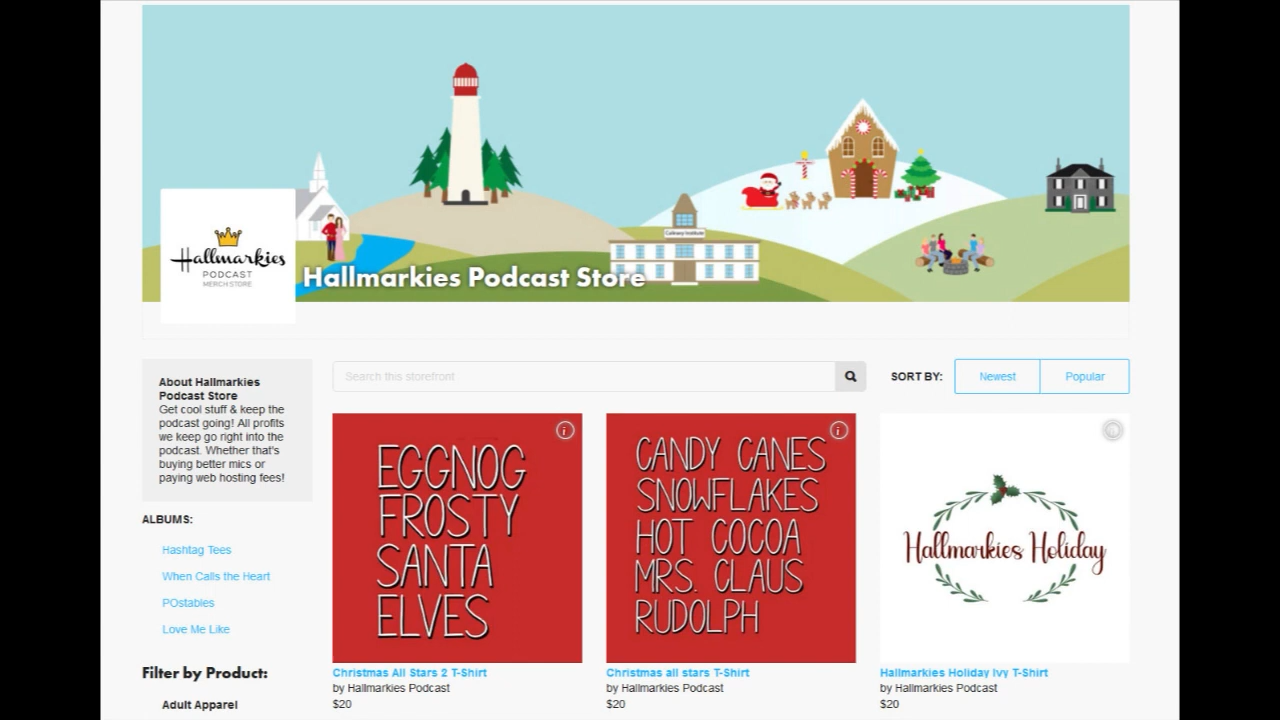 Culinary Institute
Hallmarkies
PODCAST
MERCH STORE
Hallmarkies Podcast Store
About Hallmarkies
Podcast Store
Get cool stuff & keep the
podcast going! All profits
we keep go right into the
podcast. Whether that's
buying better mics or
paying web hosting fees!
ALBUMS:
Hashtag Tees
When Calls the Heart
POstables
Love Me Like
Filter by Product:
Adult Apparel
Search this storefront
SORT BY:
Newest
Popular
EGGNOG
FROSTY
SANTA
ELVES
Christmas All Stars 2 T-Shirt
by Hallmarkies Podcast
$20
CANDY CANES
SNOWFLAKES
HOT COCOA
MRS. CLAUS
RUDOLPH
Christmas all stars T-Shirt
by Hallmarkies Podcast
$20
Hallmarkies Holiday
Hallmarkies Holiday Ivy T-Shirt
by Hallmarkies Podcast
$20